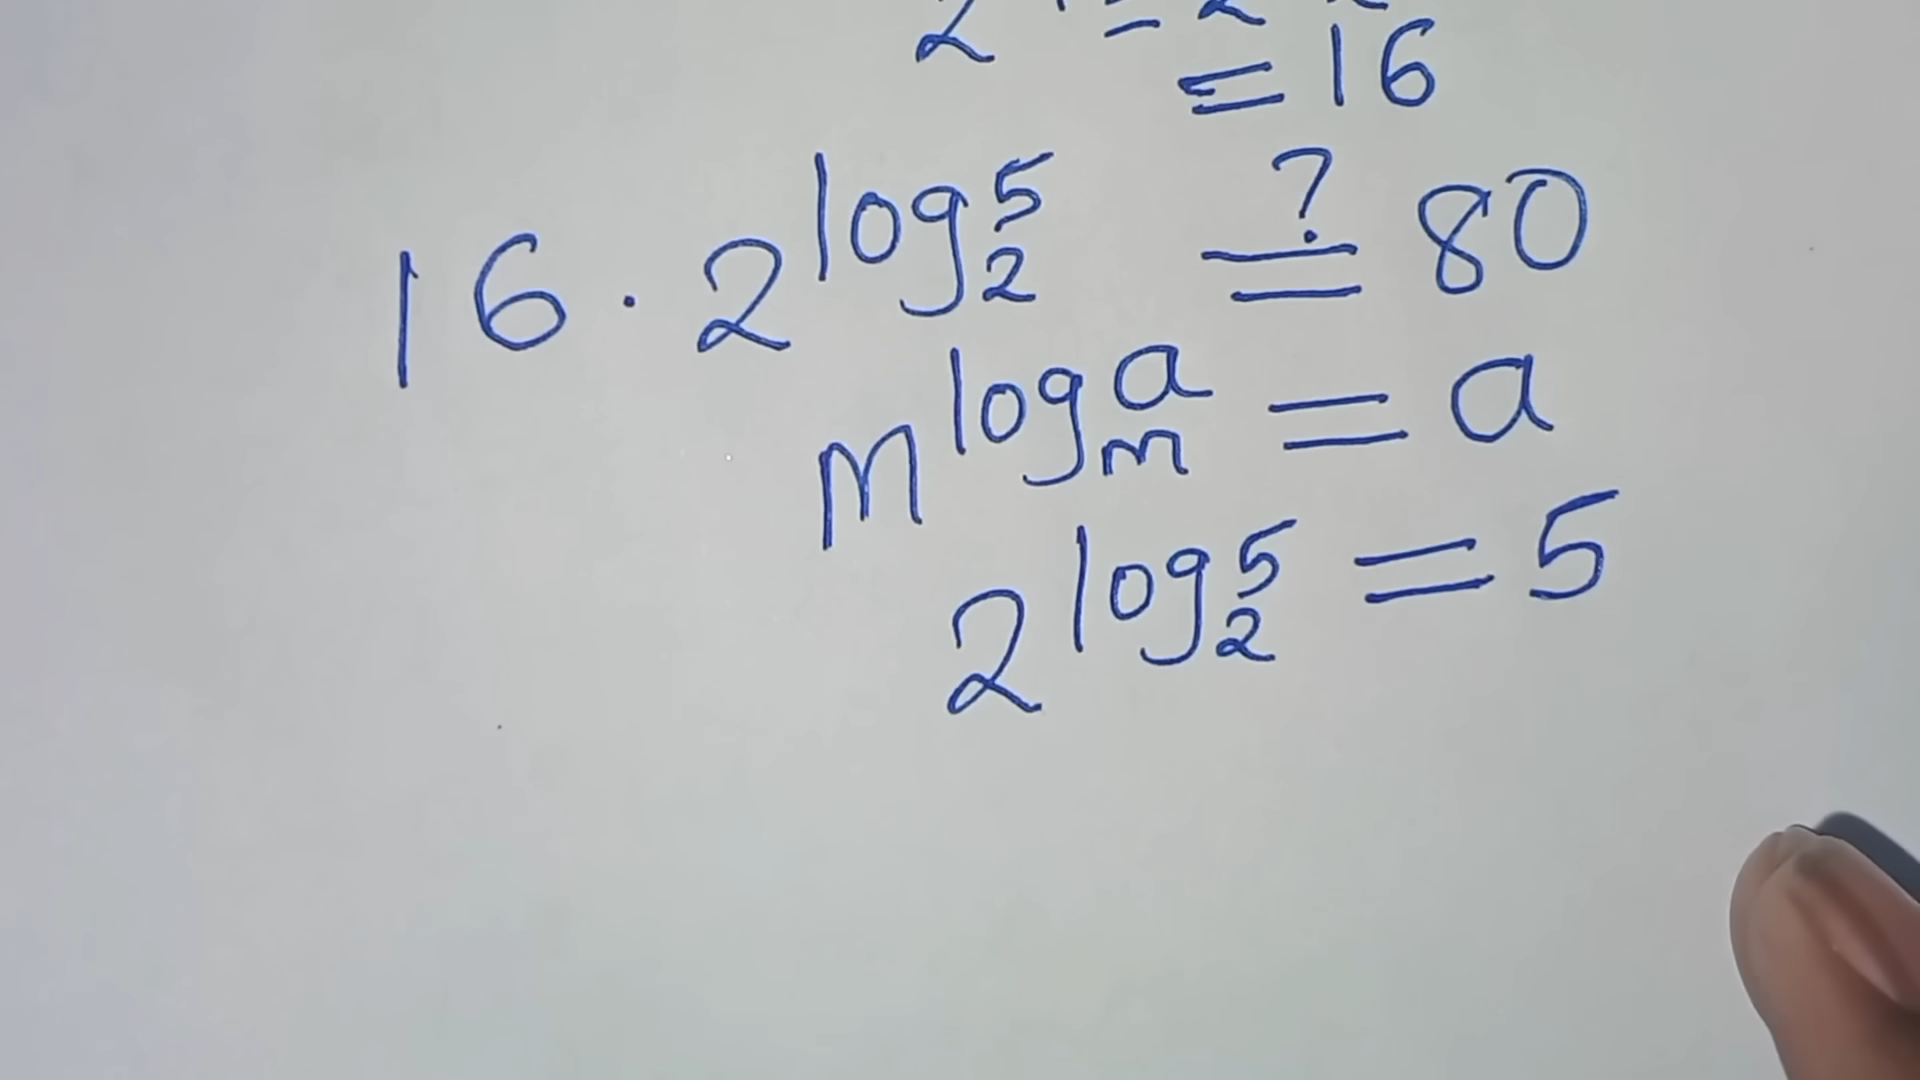 = 16
16 · 2^log₂5 ≟ 80
m^logₘa = a
2^log₂5 = 5